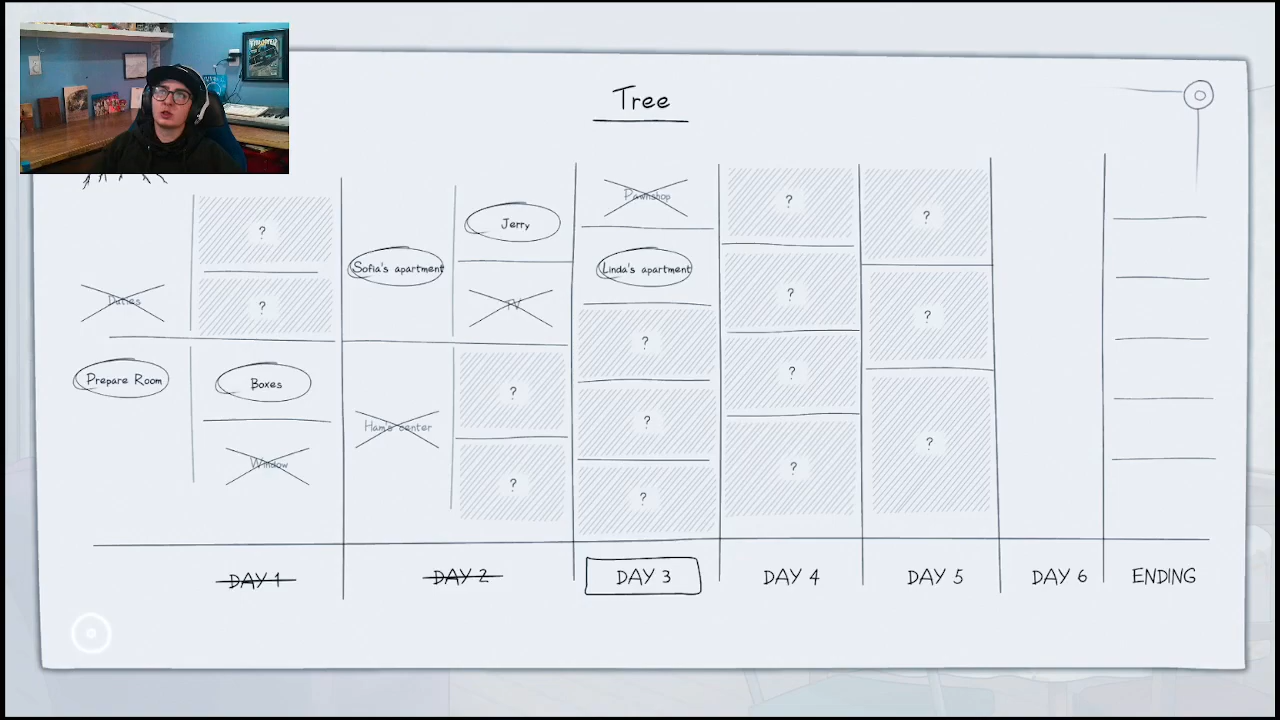 Tree
Pawnshop
Jerry
Sofia's apartment
Linda's apartment
Duties
TV
Prepare Room
Boxes
Ham's center
Window
?
?
?
?
?
?
?
?
?
?
?
?
?
?
DAY 1
DAY 2
DAY 3
DAY 4
DAY 5
DAY 6
ENDING